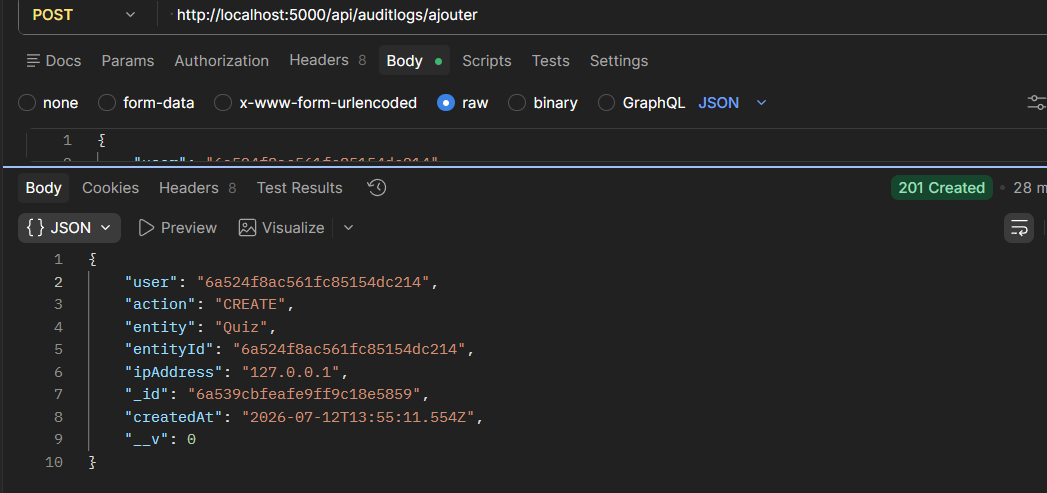 POST http://localhost:5000/api/auditlogs/ajouter
Docs Params Authorization Headers 8 Body Scripts Tests Settings
none form-data x-www-form-urlencoded raw binary GraphQL JSON
1 {
"user": "6a524f8ac561fc85154dc214"
Body Cookies Headers 8 Test Results 201 Created 28 m
{} JSON Preview Visualize
1 {
2 "user": "6a524f8ac561fc85154dc214",
3 "action": "CREATE",
4 "entity": "Quiz",
5 "entityId": "6a524f8ac561fc85154dc214",
6 "ipAddress": "127.0.0.1",
7 "_id": "6a539cbfeafe9ff9c18e5859",
8 "createdAt": "2026-07-12T13:55:11.554Z",
9 "__v": 0
10 }